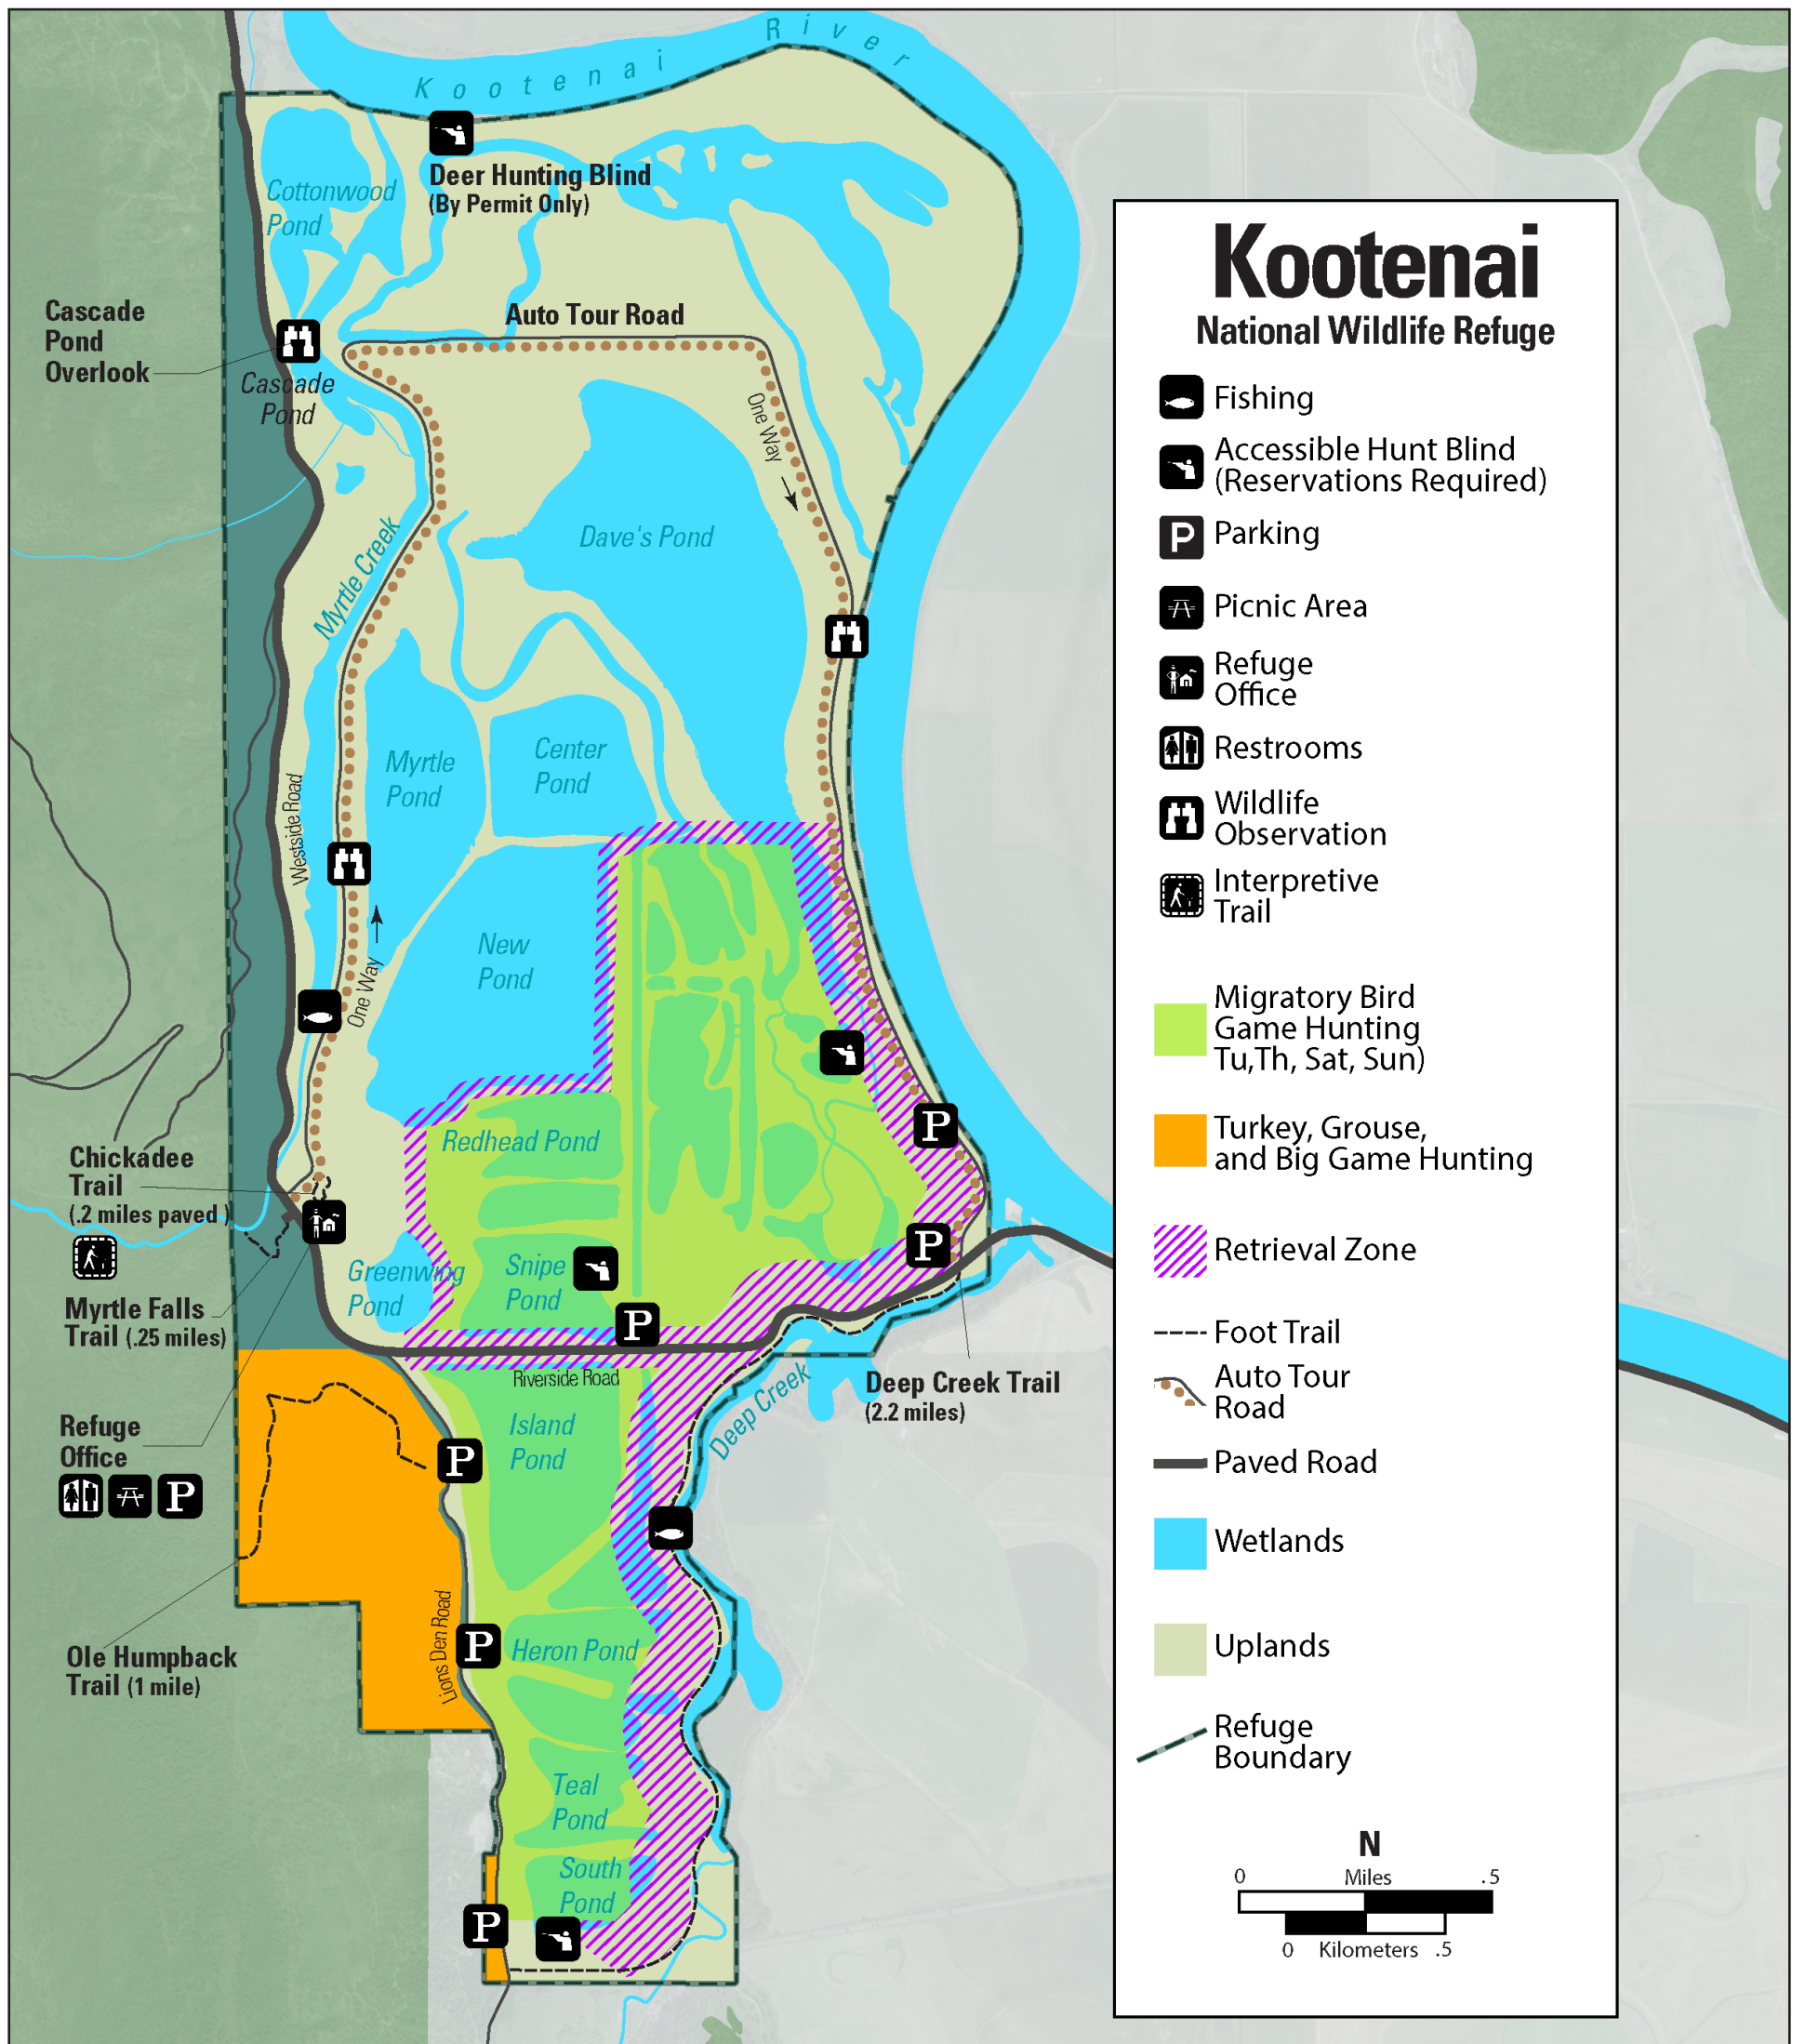 Kootenai River
Deer Hunting Blind
(By Permit Only)
Cottonwood
Pond
Cascade
Pond
Overlook
Auto Tour Road
Cascade
Pond
One Way
Dave's Pond
Myrtle Creek
Myrtle
Pond
Center
Pond
Westside Road
New
Pond
One Way
Redhead Pond
P
Chickadee
Trail
(.2 miles paved )
P
Greenwing
Pond
Snipe
Pond
P
Myrtle Falls
Trail (.25 miles)
Riverside Road
Deep Creek Trail
(2.2 miles)
Deep Creek
Island
Pond
Refuge
Office
P
P
Lions Den Road
P
Heron Pond
Ole Humpback
Trail (1 mile)
Teal
Pond
South
Pond
P
Kootenai
National Wildlife Refuge
Fishing
Accessible Hunt Blind
(Reservations Required)
P Parking
Picnic Area
Refuge
Office
Restrooms
Wildlife
Observation
Interpretive
Trail
Migratory Bird
Game Hunting
Tu,Th, Sat, Sun)
Turkey, Grouse,
and Big Game Hunting
Retrieval Zone
Foot Trail
Auto Tour
Road
Paved Road
Wetlands
Uplands
Refuge
Boundary
N
0 Miles .5
0 Kilometers .5